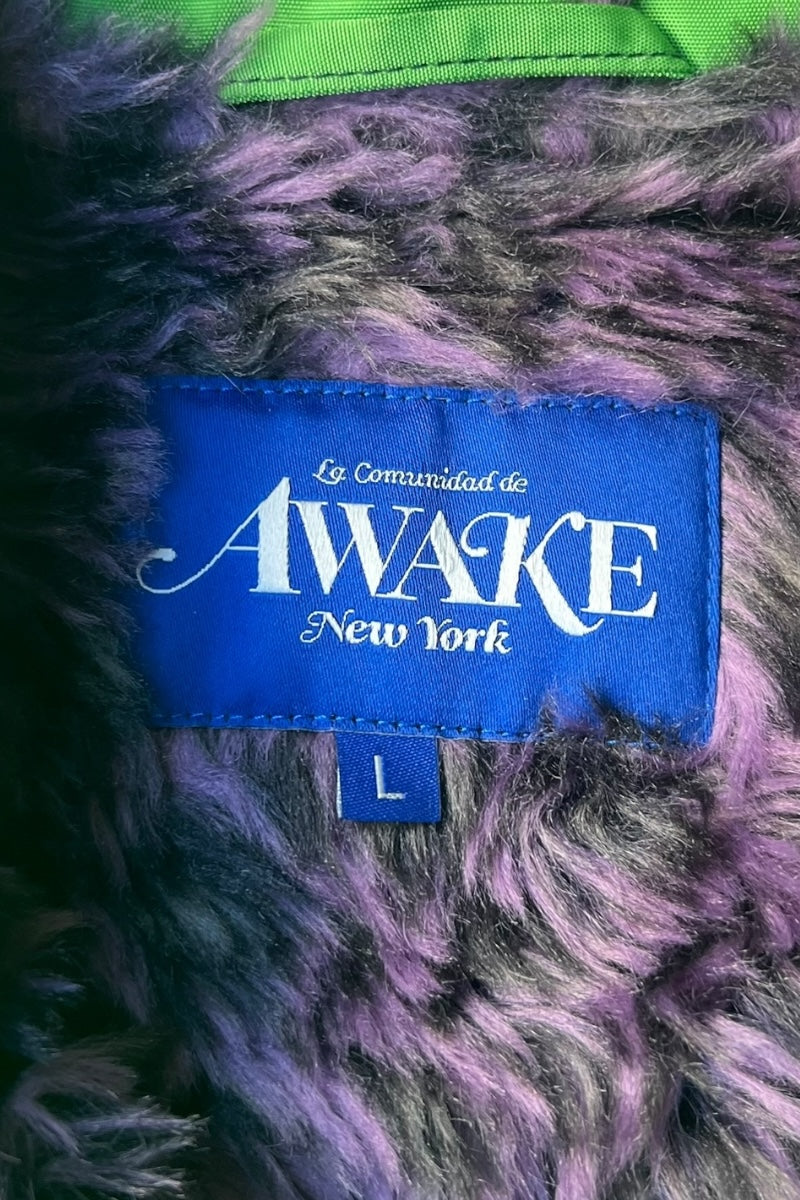 La Comunidad de
AWAKE
New York
L